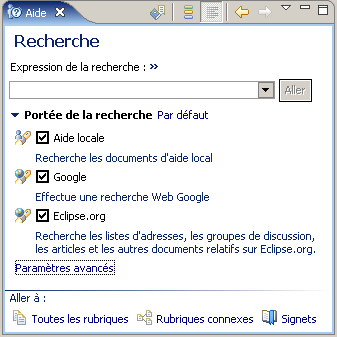 Aide
Recherche
Expression de la recherche : »
Aller
Portée de la recherche Par défaut
Aide locale
Recherche les documents d'aide local
Google
Effectue une recherche Web Google
Eclipse.org
Recherche les listes d'adresses, les groupes de discussion,
les articles et les autres documents relatifs sur Eclipse.org.
Paramètres avancés
Aller à :
Toutes les rubriques Rubriques connexes Signets